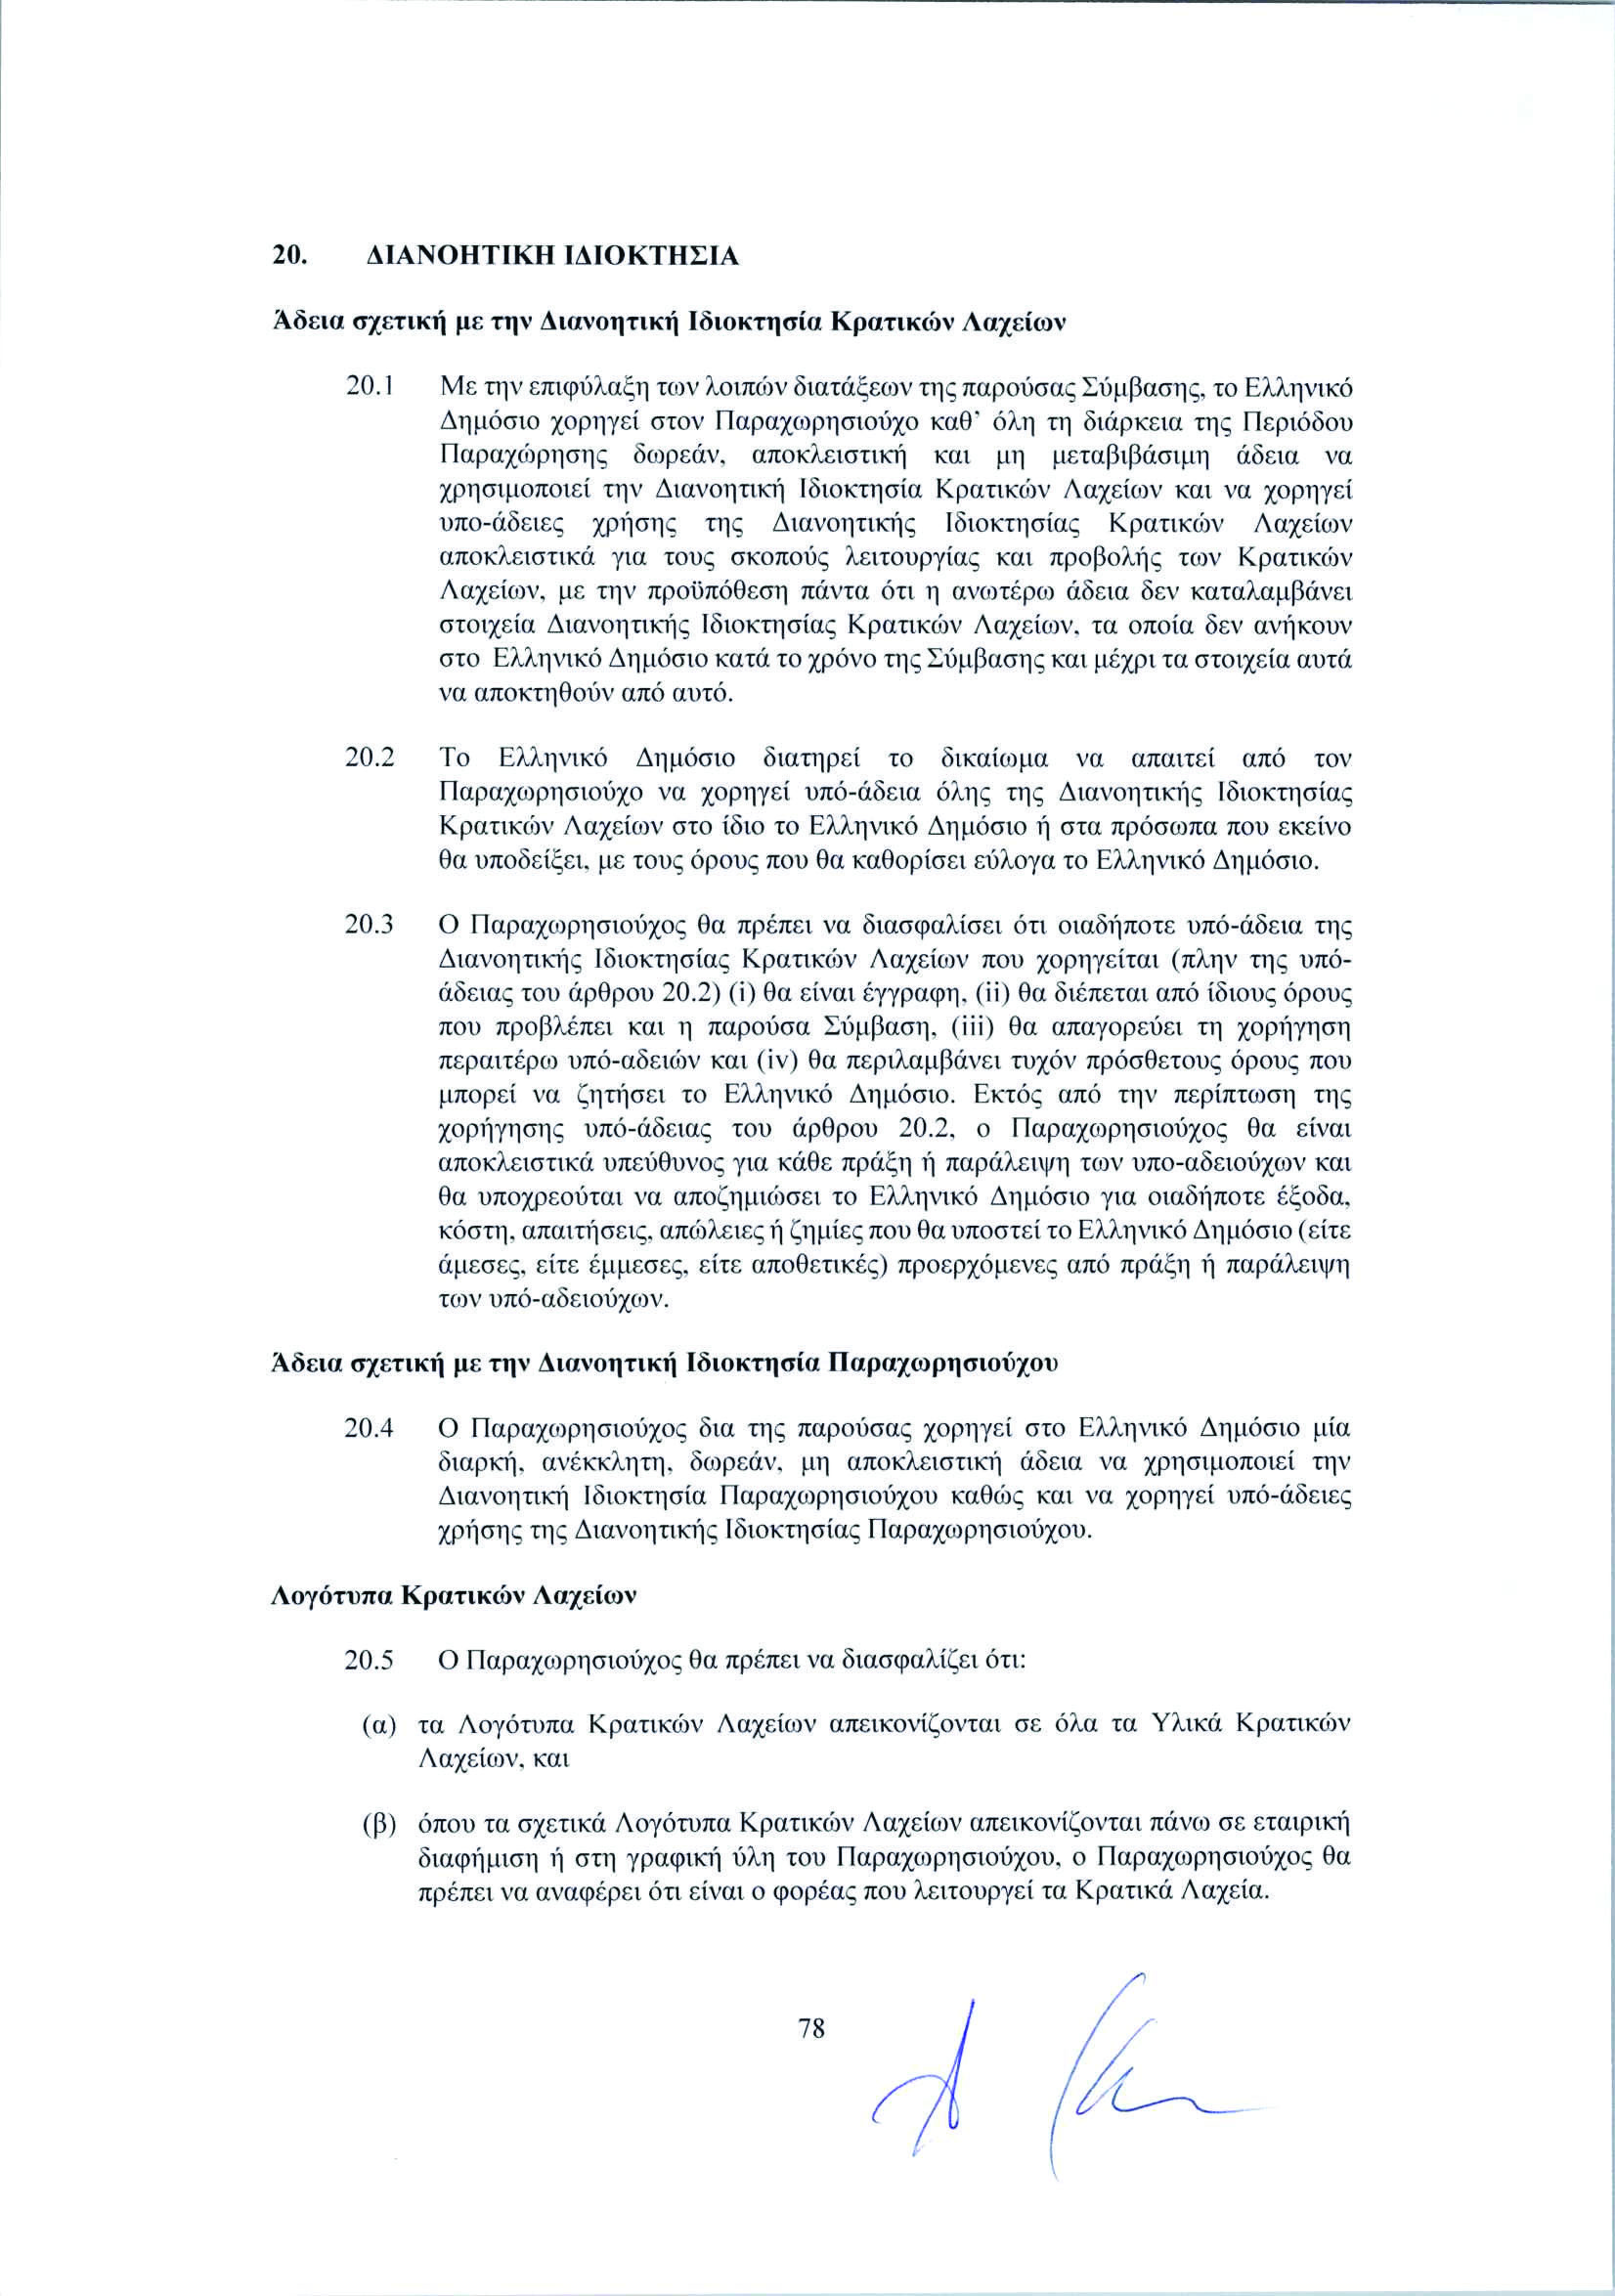 20. ΔΙΑΝΟΗΤΙΚΗ ΙΔΙΟΚΤΗΣΙΑ
Άδεια σχετική με την Διανοητική Ιδιοκτησία Κρατικών Λαχείων
20.1 Με την επιφύλαξη των λοιπών διατάξεων της παρούσας Σύμβασης, το Ελληνικό
Δημόσιο χορηγεί στον Παραχωρησιούχο καθ' όλη τη διάρκεια της Περιόδου
Παραχώρησης δωρεάν, αποκλειστική και μη μεταβιβάσιμη άδεια να
χρησιμοποιεί την Διανοητική Ιδιοκτησία Κρατικών Λαχείων και να χορηγεί
υπο-άδειες χρήσης της Διανοητικής Ιδιοκτησίας Κρατικών Λαχείων
αποκλειστικά για τους σκοπούς λειτουργίας και προβολής των Κρατικών
Λαχείων, με την προϋπόθεση πάντα ότι η ανωτέρω άδεια δεν καταλαμβάνει
στοιχεία Διανοητικής Ιδιοκτησίας Κρατικών Λαχείων, τα οποία δεν ανήκουν
στο Ελληνικό Δημόσιο κατά το χρόνο της Σύμβασης και μέχρι τα στοιχεία αυτά
να αποκτηθούν από αυτό.
20.2 Το Ελληνικό Δημόσιο διατηρεί το δικαίωμα να απαιτεί από τον
Παραχωρησιούχο να χορηγεί υπό-άδεια όλης της Διανοητικής Ιδιοκτησίας
Κρατικών Λαχείων στο ίδιο το Ελληνικό Δημόσιο ή στα πρόσωπα που εκείνο
θα υποδείξει, με τους όρους που θα καθορίσει εύλογα το Ελληνικό Δημόσιο.
20.3 Ο Παραχωρησιούχος θα πρέπει να διασφαλίσει ότι οιαδήποτε υπό-άδεια της
Διανοητικής Ιδιοκτησίας Κρατικών Λαχείων που χορηγείται (πλην της υπό-
άδειας του άρθρου 20.2) (i) θα είναι έγγραφη, (ii) θα διέπεται από ίδιους όρους
που προβλέπει και η παρούσα Σύμβαση, (iii) θα απαγορεύει τη χορήγηση
περαιτέρω υπό-αδειών και (iv) θα περιλαμβάνει τυχόν πρόσθετους όρους που
μπορεί να ζητήσει το Ελληνικό Δημόσιο. Εκτός από την περίπτωση της
χορήγησης υπό-άδειας του άρθρου 20.2, ο Παραχωρησιούχος θα είναι
αποκλειστικά υπεύθυνος για κάθε πράξη ή παράλειψη των υπο-αδειούχων και
θα υποχρεούται να αποζημιώσει το Ελληνικό Δημόσιο για οιαδήποτε έξοδα,
κόστη, απαιτήσεις, απώλειες ή ζημίες που θα υποστεί το Ελληνικό Δημόσιο (είτε
άμεσες, είτε έμμεσες, είτε αποθετικές) προερχόμενες από πράξη ή παράλειψη
των υπό-αδειούχων.
Άδεια σχετική με την Διανοητική Ιδιοκτησία Παραχωρησιούχου
20.4 Ο Παραχωρησιούχος δια της παρούσας χορηγεί στο Ελληνικό Δημόσιο μία
διαρκή, ανέκκλητη, δωρεάν, μη αποκλειστική άδεια να χρησιμοποιεί την
Διανοητική Ιδιοκτησία Παραχωρησιούχου καθώς και να χορηγεί υπό-άδειες
χρήσης της Διανοητικής Ιδιοκτησίας Παραχωρησιούχου.
Λογότυπα Κρατικών Λαχείων
20.5 Ο Παραχωρησιούχος θα πρέπει να διασφαλίζει ότι:
(α) τα Λογότυπα Κρατικών Λαχείων απεικονίζονται σε όλα τα Υλικά Κρατικών
Λαχείων, και
(β) όπου τα σχετικά Λογότυπα Κρατικών Λαχείων απεικονίζονται πάνω σε εταιρική
διαφήμιση ή στη γραφική ύλη του Παραχωρησιούχου, ο Παραχωρησιούχος θα
πρέπει να αναφέρει ότι είναι ο φορέας που λειτουργεί τα Κρατικά Λαχεία.
78